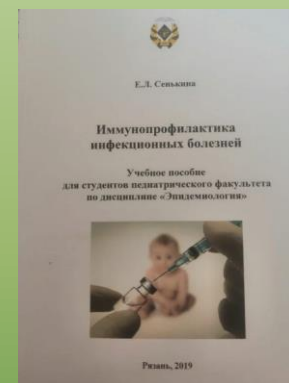 Е.Л. Сенькина
Иммунопрофилактика
инфекционных болезней
Учебное пособие
для студентов педиатрического факультета
по дисциплине «Эпидемиология»
Рязань, 2019